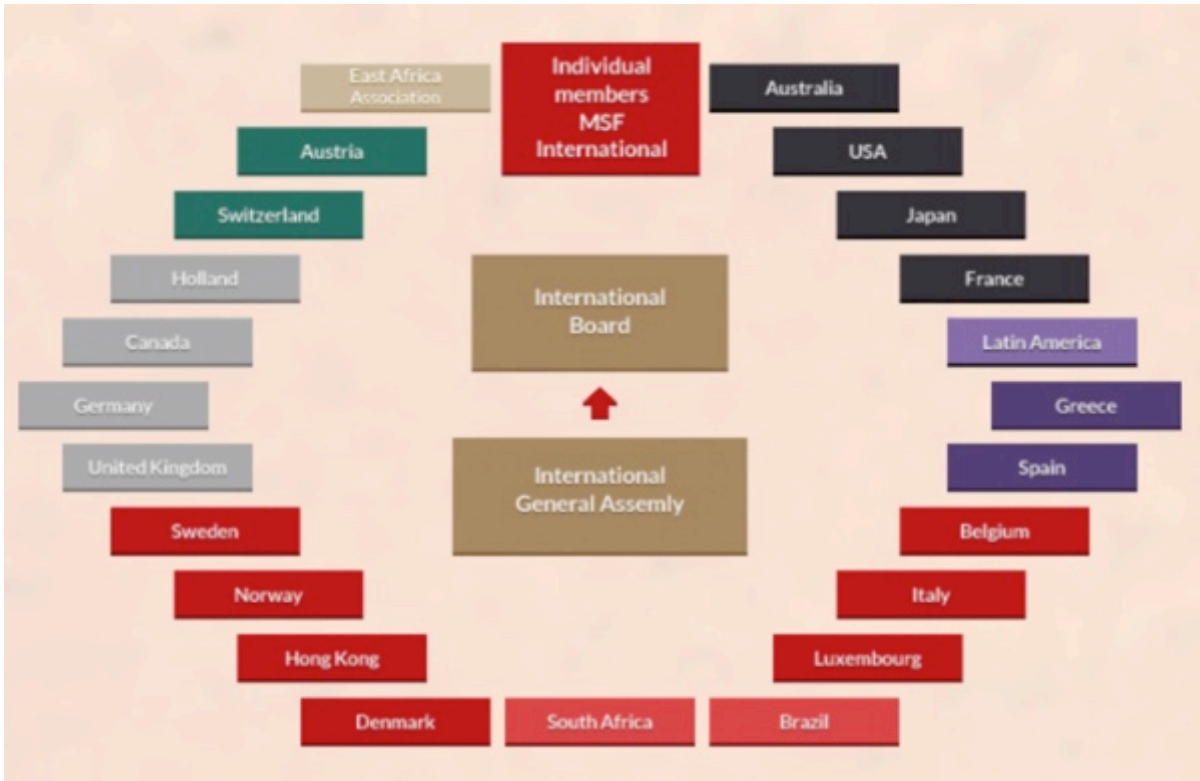 East Africa
Association
Individual
members
MSF
International
Australia
Austria
USA
Switzerland
Japan
Holland
International
Board
France
Canada
Latin America
Germany
Greece
United Kingdom
International
General Assemly
Spain
Sweden
Belgium
Norway
Italy
Hong Kong
Luxembourg
Denmark
South Africa
Brazil